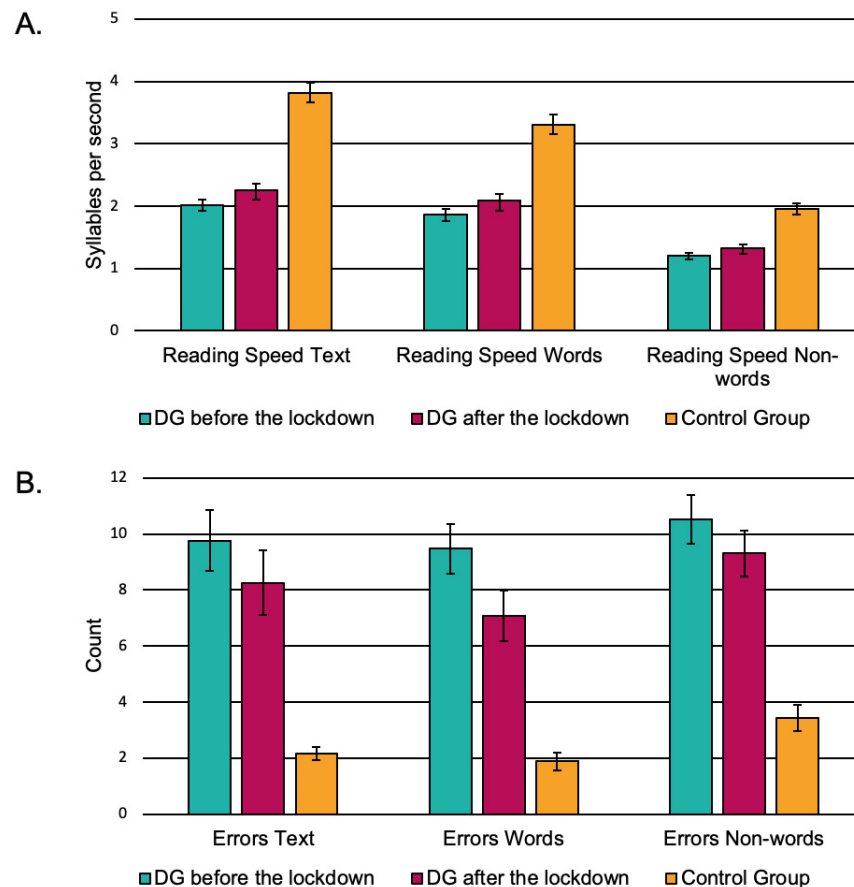 A.
5
4
3
2
1
0
Syllables per second
Reading Speed Text
Reading Speed Words
Reading Speed Non-
words
DG before the lockdown DG after the lockdown Control Group
B.
12
10
8
6
4
2
0
Count
Errors Text
Errors Words
Errors Non-words
DG before the lockdown DG after the lockdown Control Group